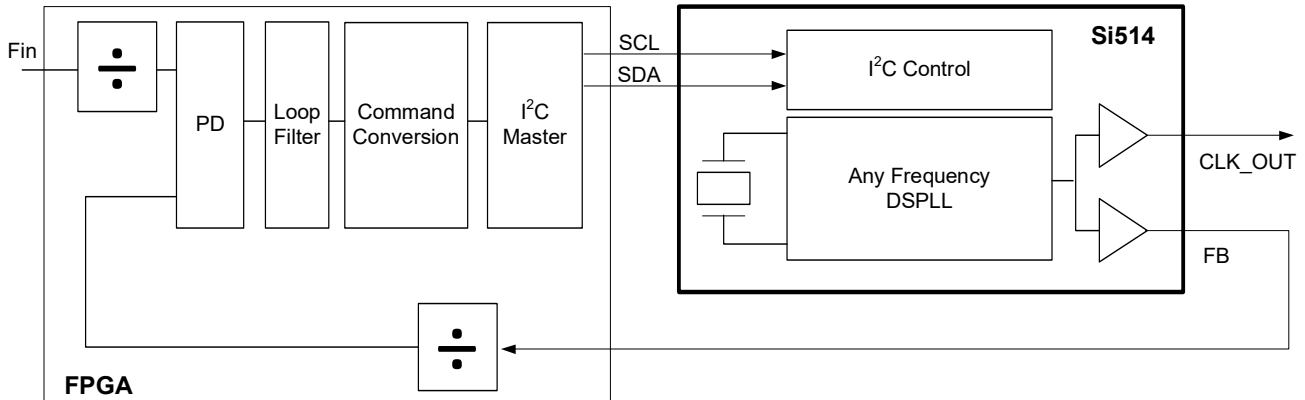 Fin
PD
Loop
Filter
Command
Conversion
I²C
Master
SCL
SDA
Si514
I²C Control
Any Frequency
DSPLL
CLK_OUT
FB
FPGA